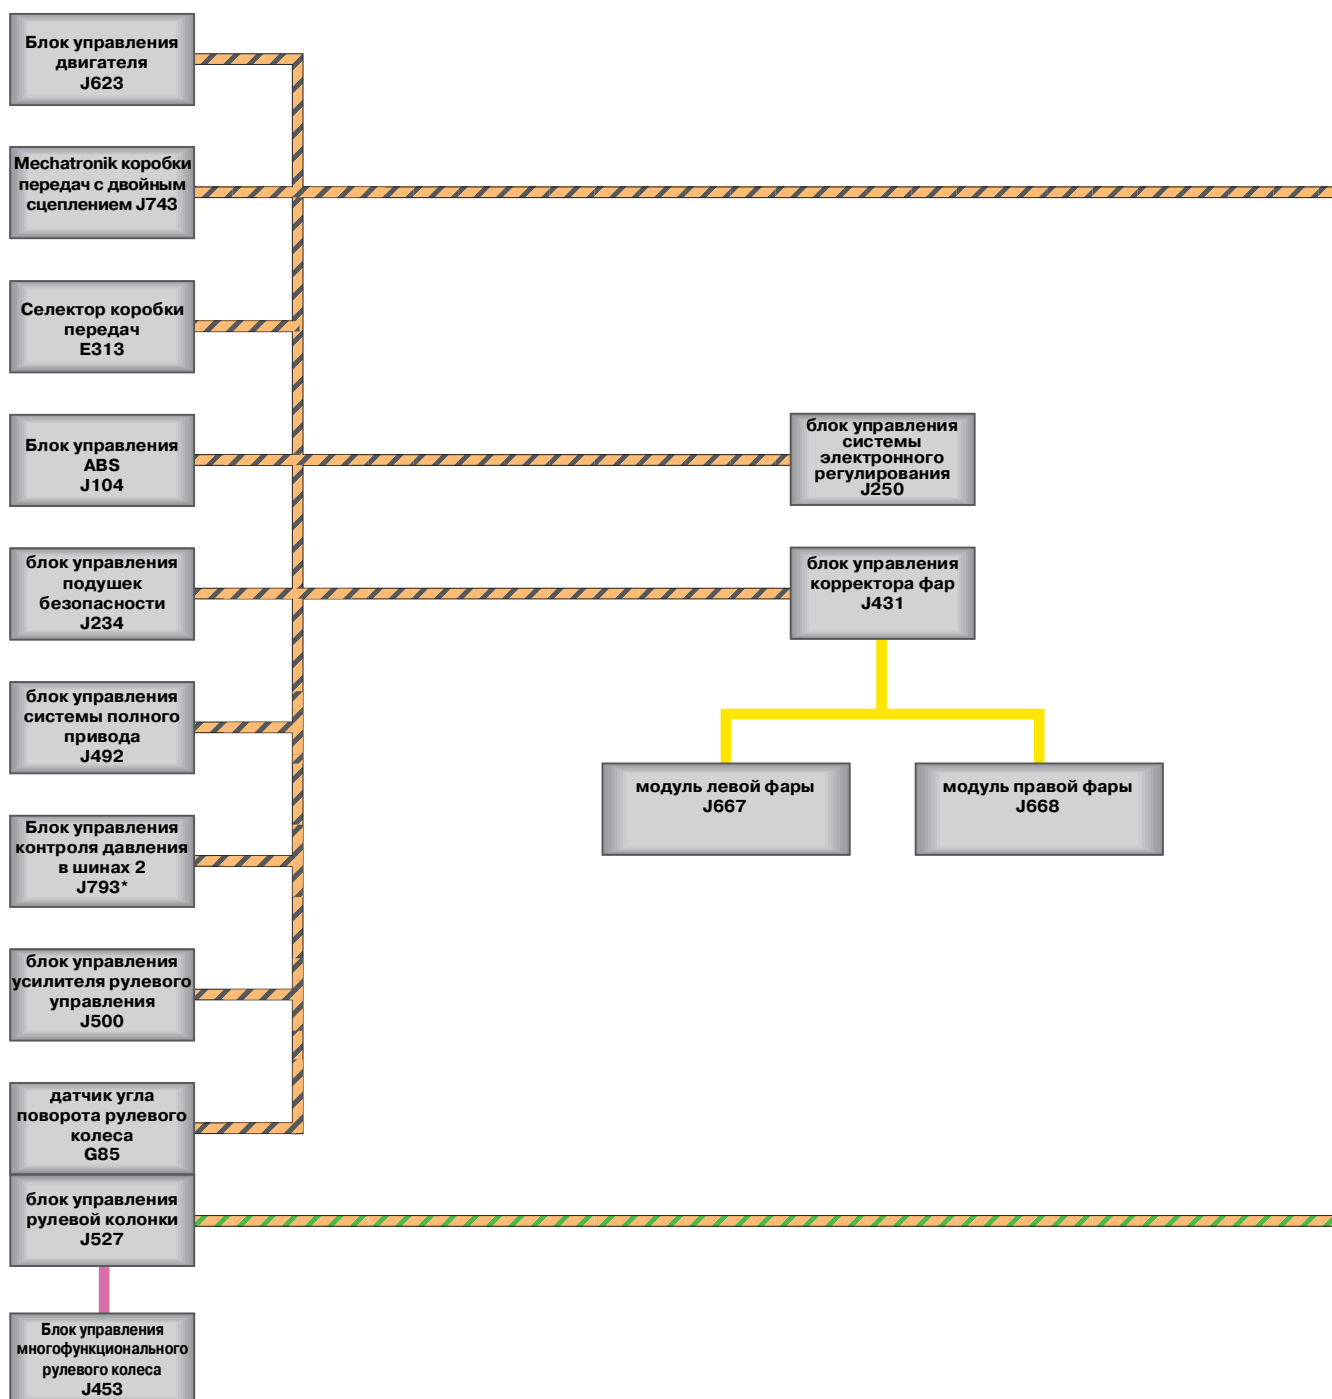 Блок управления
двигателя
J623
Mechatronik коробки
передач с двойным
сцеплением J743
Селектор коробки
передач
E313
Блок управления
ABS
J104
блок управления
системы
электронного
регулирования
J250
блок управления
подушек
безопасности
J234
блок управления
корректора фар
J431
блок управления
системы полного
привода
J492
модуль левой фары
J667
модуль правой фары
J668
Блок управления
контроля давления
в шинах 2
J793*
блок управления
усилителя рулевого
управления
J500
датчик угла
поворота рулевого
колеса
G85
блок управления
рулевой колонки
J527
Блок управления
многофункционального
рулевого колеса
J453